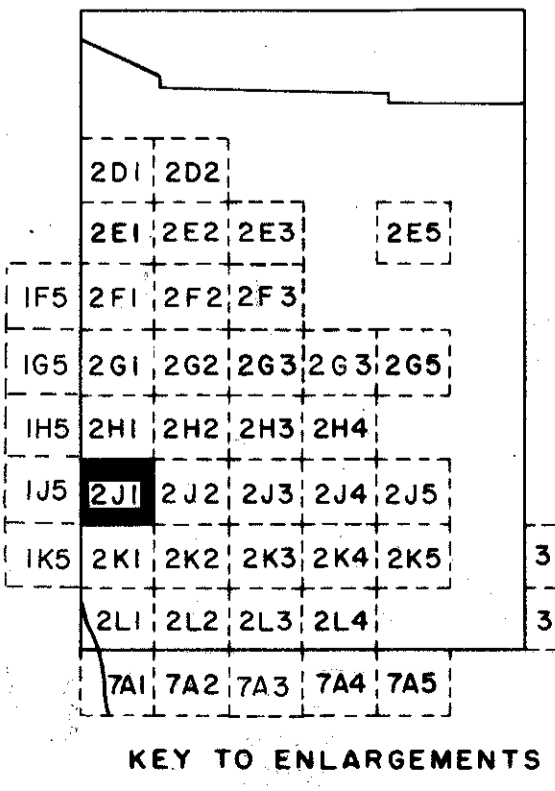 2D1 2D2
2E1 2E2 2E3 2E5
1F5 2F1 2F2 2F3
1G5 2G1 2G2 2G3 2G3 2G5
1H5 2H1 2H2 2H3 2H4
1J5 2J1 2J2 2J3 2J4 2J5
1K5 2K1 2K2 2K3 2K4 2K5 3
2L1 2L2 2L3 2L4 3
7A1 7A2 7A3 7A4 7A5
KEY TO ENLARGEMENTS